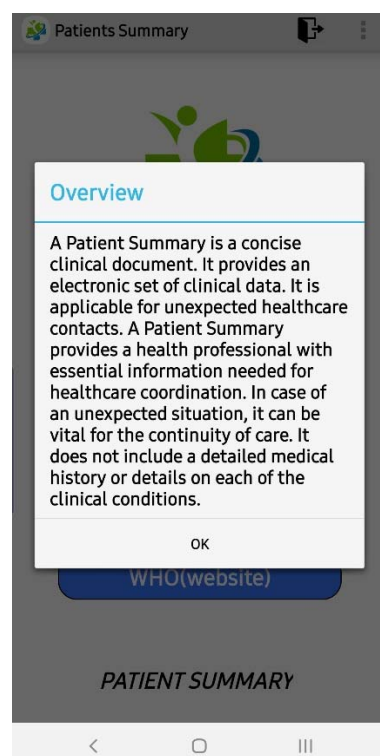 Patients Summary
Overview
A Patient Summary is a concise
clinical document. It provides an
electronic set of clinical data. It is
applicable for unexpected healthcare
contacts. A Patient Summary
provides a health professional with
essential information needed for
healthcare coordination. In case of
an unexpected situation, it can be
vital for the continuity of care. It
does not include a detailed medical
history or details on each of the
clinical conditions.
OK
WHO(website)
PATIENT SUMMARY